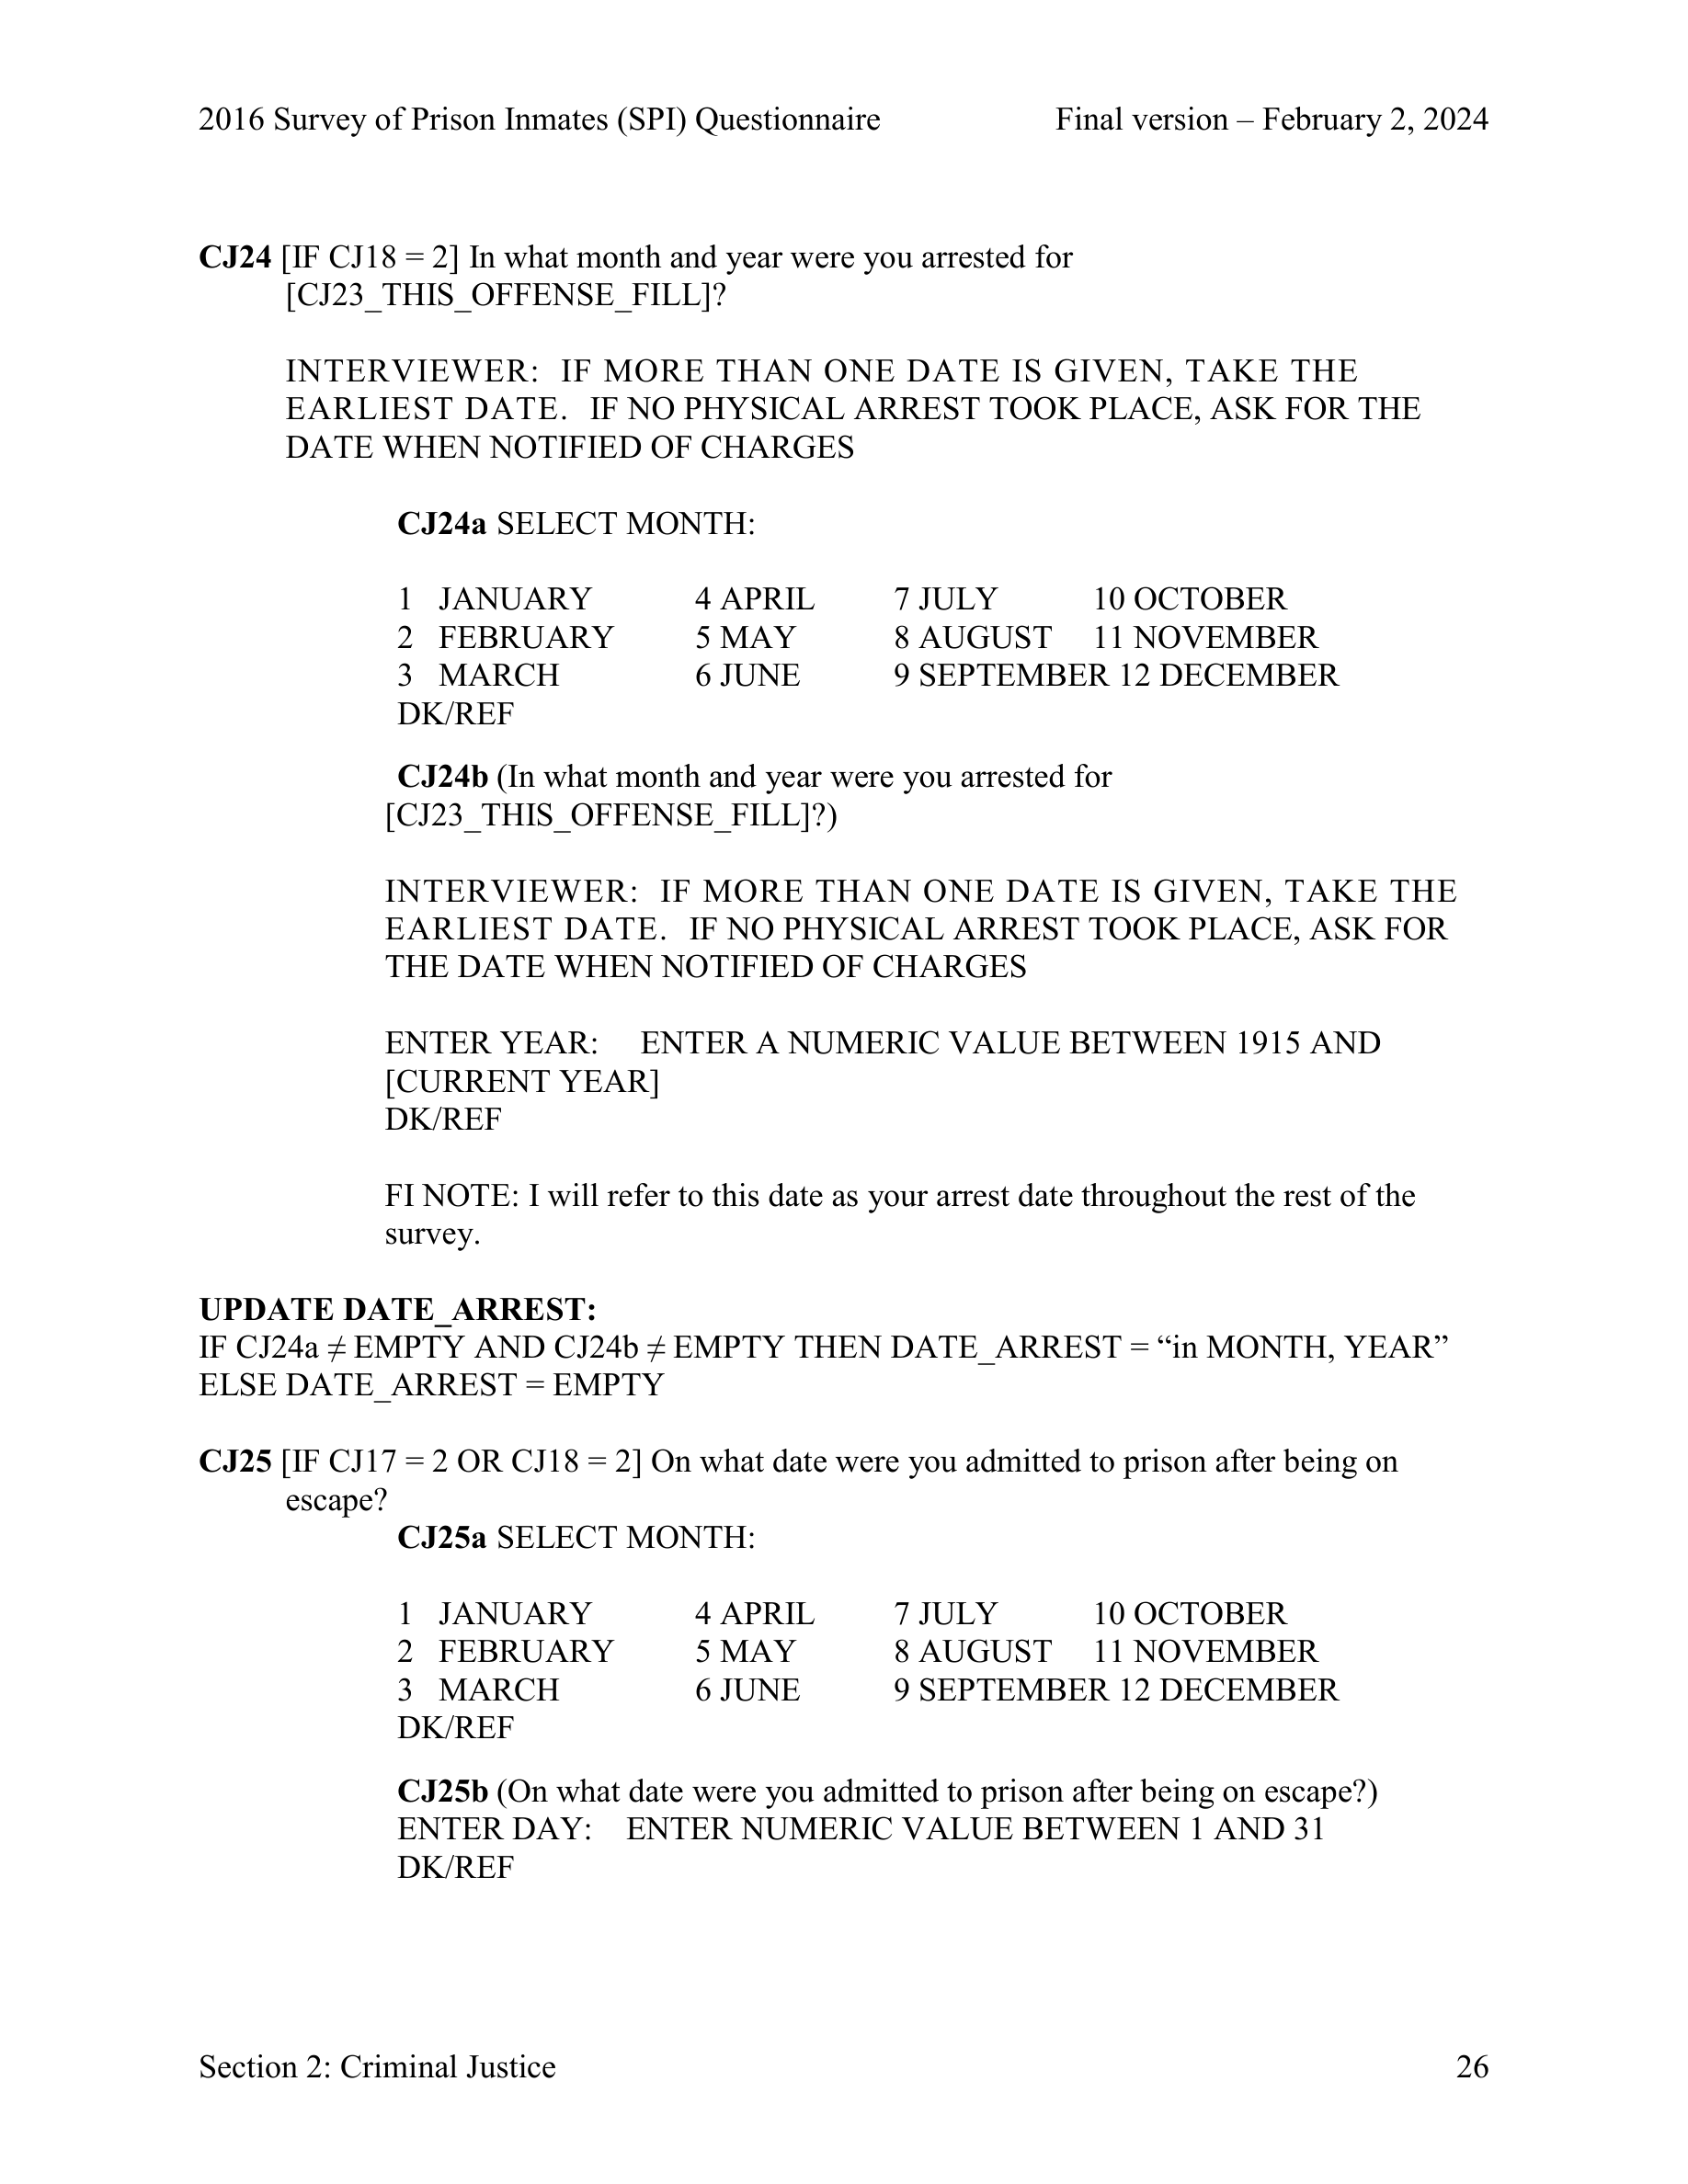 2016 Survey of Prison Inmates (SPI) Questionnaire Final version – February 2, 2024
CJ24 [IF CJ18 = 2] In what month and year were you arrested for
[CJ23_THIS_OFFENSE_FILL]?
INTERVIEWER: IF MORE THAN ONE DATE IS GIVEN, TAKE THE
EARLIEST DATE. IF NO PHYSICAL ARREST TOOK PLACE, ASK FOR THE
DATE WHEN NOTIFIED OF CHARGES
CJ24a SELECT MONTH:
1 JANUARY 4 APRIL 7 JULY 10 OCTOBER
2 FEBRUARY 5 MAY 8 AUGUST 11 NOVEMBER
3 MARCH 6 JUNE 9 SEPTEMBER 12 DECEMBER
DK/REF
CJ24b (In what month and year were you arrested for
[CJ23_THIS_OFFENSE_FILL]?)
INTERVIEWER: IF MORE THAN ONE DATE IS GIVEN, TAKE THE
EARLIEST DATE. IF NO PHYSICAL ARREST TOOK PLACE, ASK FOR
THE DATE WHEN NOTIFIED OF CHARGES
ENTER YEAR: ENTER A NUMERIC VALUE BETWEEN 1915 AND
[CURRENT YEAR]
DK/REF
FI NOTE: I will refer to this date as your arrest date throughout the rest of the
survey.
UPDATE DATE_ARREST:
IF CJ24a ≠ EMPTY AND CJ24b ≠ EMPTY THEN DATE_ARREST = “in MONTH, YEAR”
ELSE DATE_ARREST = EMPTY
CJ25 [IF CJ17 = 2 OR CJ18 = 2] On what date were you admitted to prison after being on
escape?
CJ25a SELECT MONTH:
1 JANUARY 4 APRIL 7 JULY 10 OCTOBER
2 FEBRUARY 5 MAY 8 AUGUST 11 NOVEMBER
3 MARCH 6 JUNE 9 SEPTEMBER 12 DECEMBER
DK/REF
CJ25b (On what date were you admitted to prison after being on escape?)
ENTER DAY: ENTER NUMERIC VALUE BETWEEN 1 AND 31
DK/REF
Section 2: Criminal Justice 26